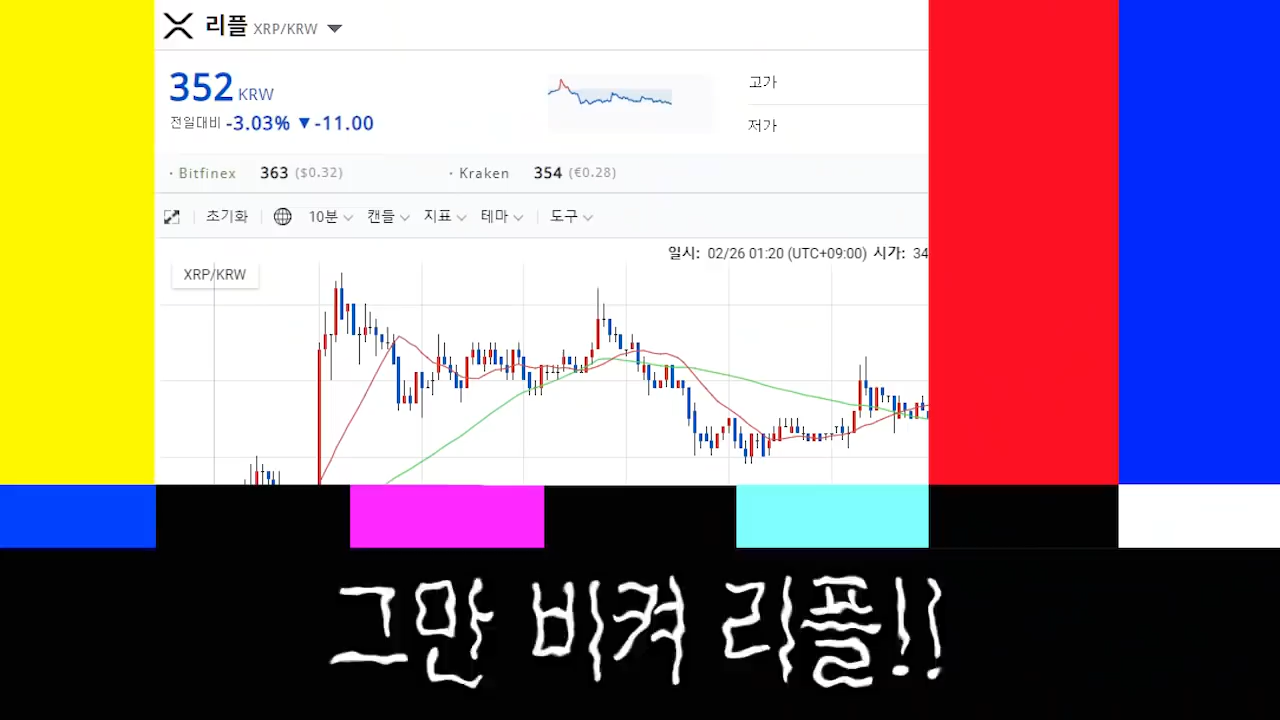 리플 XRP/KRW
352 KRW
고가
전일대비 -3.03% ▼-11.00
저가
· Bitfinex 363 ($0.32) · Kraken 354 (€0.28)
초기화 10분 캔들 지표 테마 도구
일시: 02/26 01:20 (UTC+09:00) 시가: 34
XRP/KRW
그만 비켜 리플!!